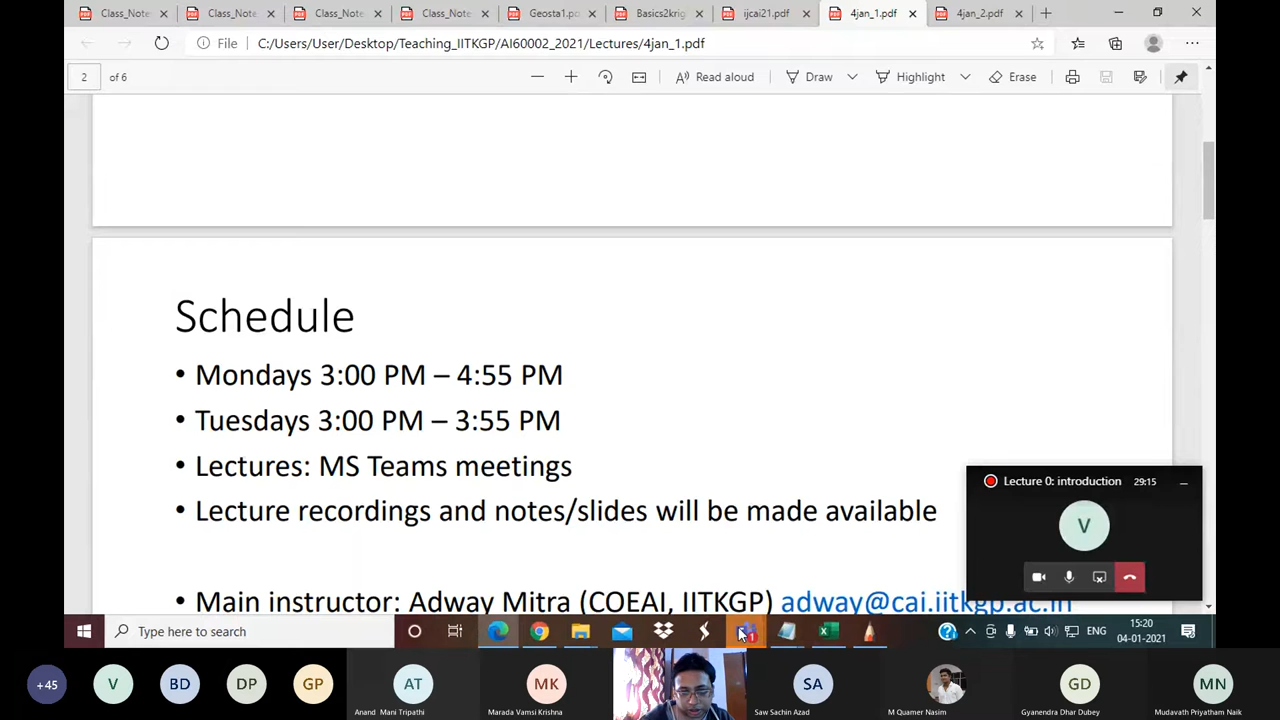 Class_Note
Class_Note
Class_Note
Class_Note
Geosta1.po
Basics2krig
ijcai21.pdf
4jan_1.pdf
4jan_2.pdf
File C:/Users/User/Desktop/Teaching_IITKGP/AI60002_2021/Lectures/4jan_1.pdf
2 of 6
Read aloud
Draw
Highlight
Erase
Schedule
• Mondays 3:00 PM – 4:55 PM
• Tuesdays 3:00 PM – 3:55 PM
• Lectures: MS Teams meetings
• Lecture recordings and notes/slides will be made available
• Main instructor: Adway Mitra (COEAI, IITKGP) adway@cai.iitkgp.ac.in
Lecture 0: introduction 29:15
V
Type here to search
1
ENG
15:20
04-01-2021
+45
V
BD
DP
GP
AT
Anand Mani Tripathi
MK
Marada Vamsi Krishna
SA
Saw Sachin Azad
M Quamer Nasim
GD
Gyanendra Dhar Dubey
MN
Mudavath Priyatham Naik